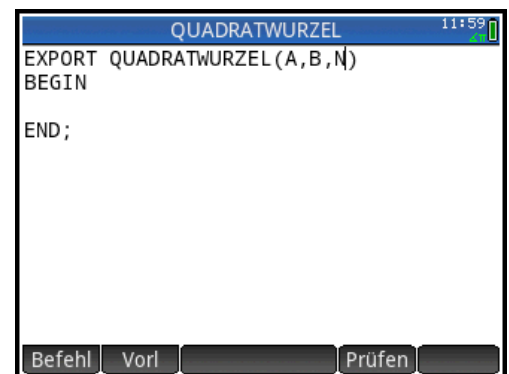 QUADRATWURZEL 11:59
∠π
EXPORT QUADRATWURZEL(A,B,N)
BEGIN
END;
Befehl Vorl Prüfen